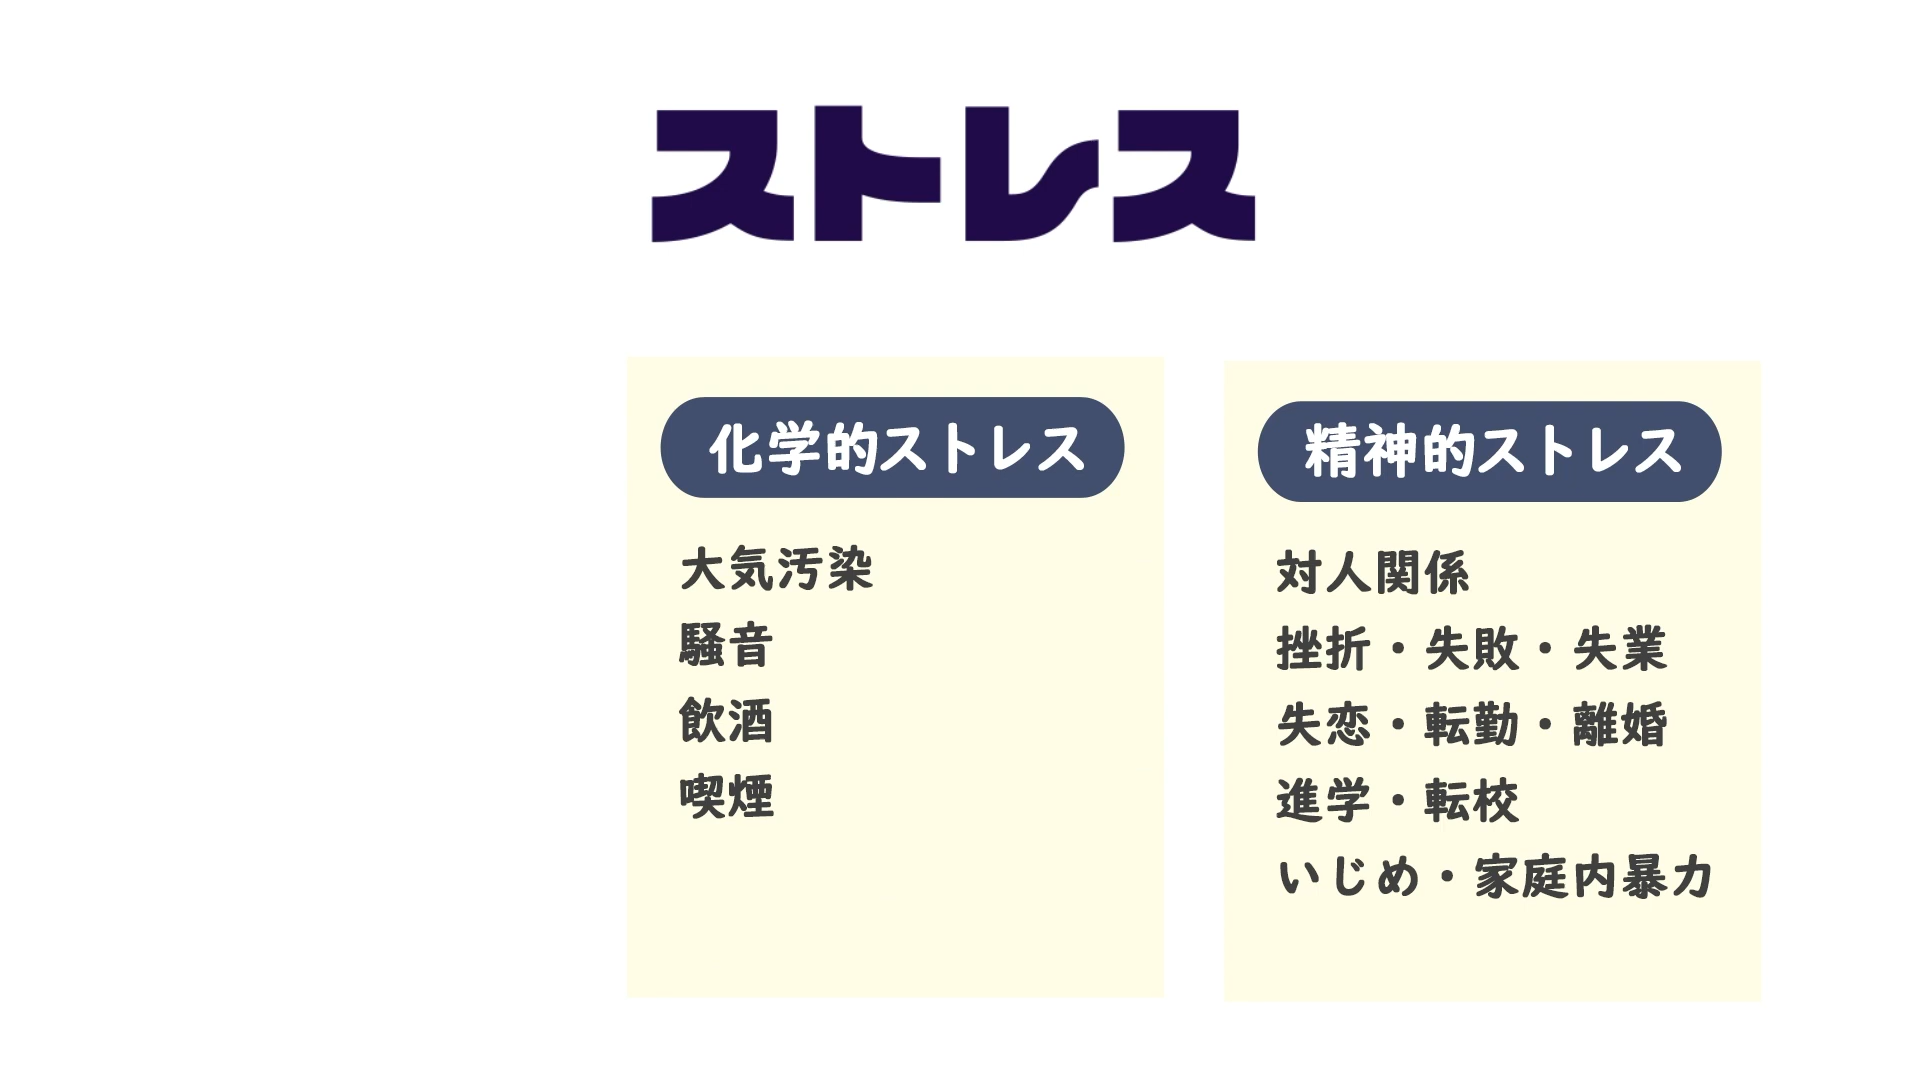 ストレス
化学的ストレス
大気汚染
騒音
飲酒
喫煙
精神的ストレス
対人関係
挫折・失敗・失業
失恋・転勤・離婚
進学・転校
いじめ・家庭内暴力